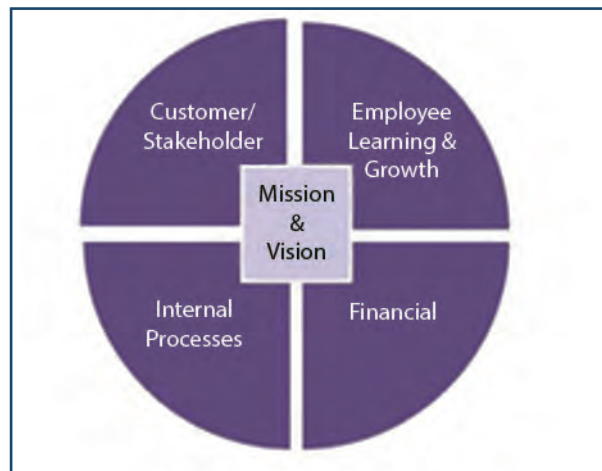 Customer/
Stakeholder
Employee
Learning &
Growth
Mission
&
Vision
Internal
Processes
Financial